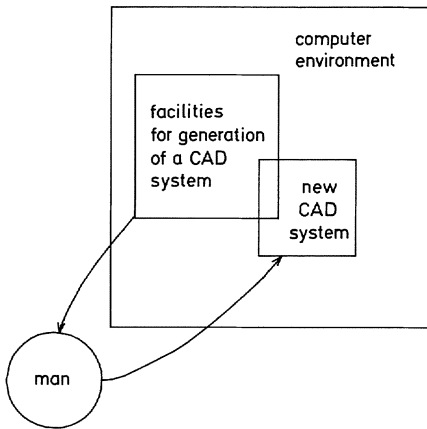 computer
environment
facilities
for generation
of a CAD
system
new
CAD
system
man